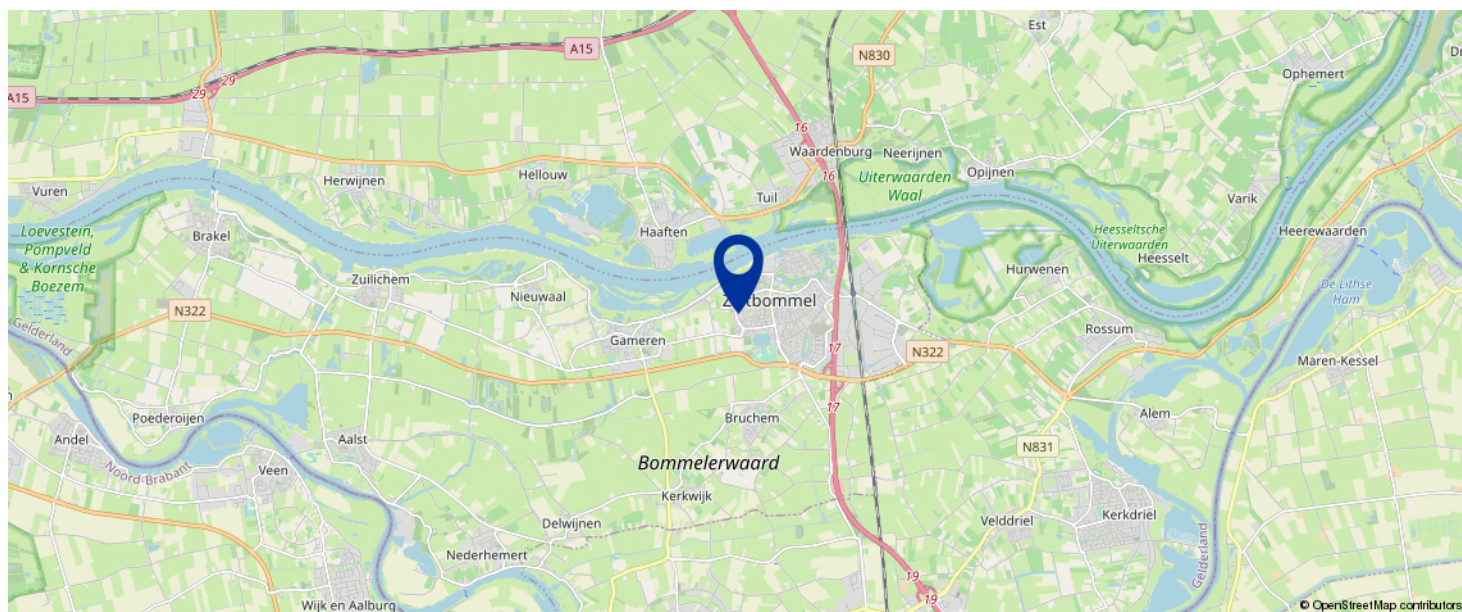 Est
N830
A15
Ophemert
29
29
A15
16
Waardenburg
Neerijnen
16
Opijnen
Uiterwaarden
Waal
Herwijnen
Hellouw
Tuil
Vuren
Varik
Loevestein,
Pompveld
& Kornsche
Boezem
Brakel
Haaften
Heesseltsche
Uiterwaarden
Heesselt
Heerewaarden
Hurwenen
De Lithse
Ham
Zuilichem
Nieuwaal
N322
Rossum
Gelderland
Gameren
17
N322
Maren-Kessel
Poederoijen
Bruchem
17
Alem
Andel
Aalst
N831
Noord-Brabant
Veen
Bommelerwaard
Kerkwijk
Delwijnen
Velddriel
Kerkdriel
Nederhemert
Gelderland
19
19
Wijk en Aalburg
© OpenStreetMap contributors